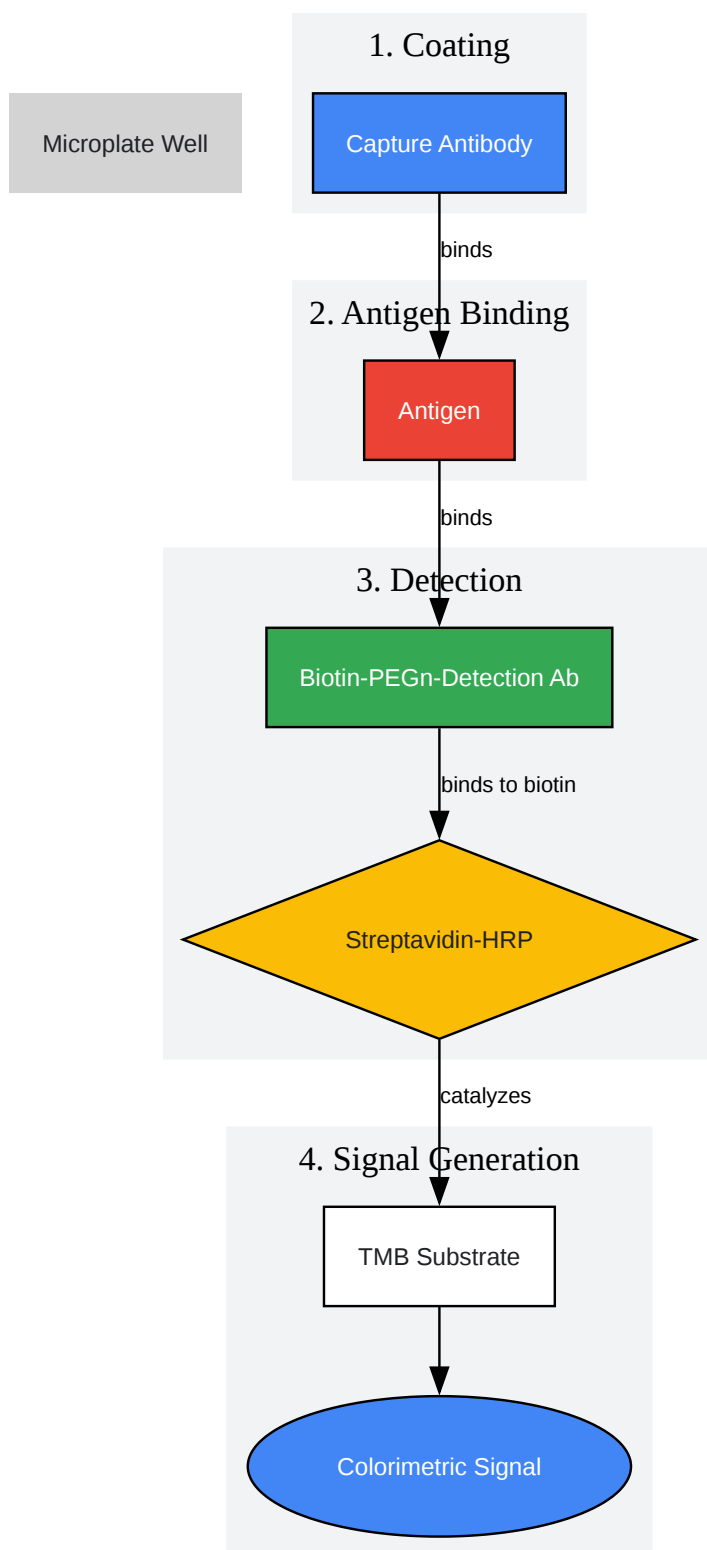 1. Coating
Microplate Well
Capture Antibody
binds
2. Antigen Binding
Antigen
binds
3. Detection
Biotin-PEGn-Detection Ab
binds to biotin
Streptavidin-HRP
catalyzes
4. Signal Generation
TMB Substrate
Colorimetric Signal